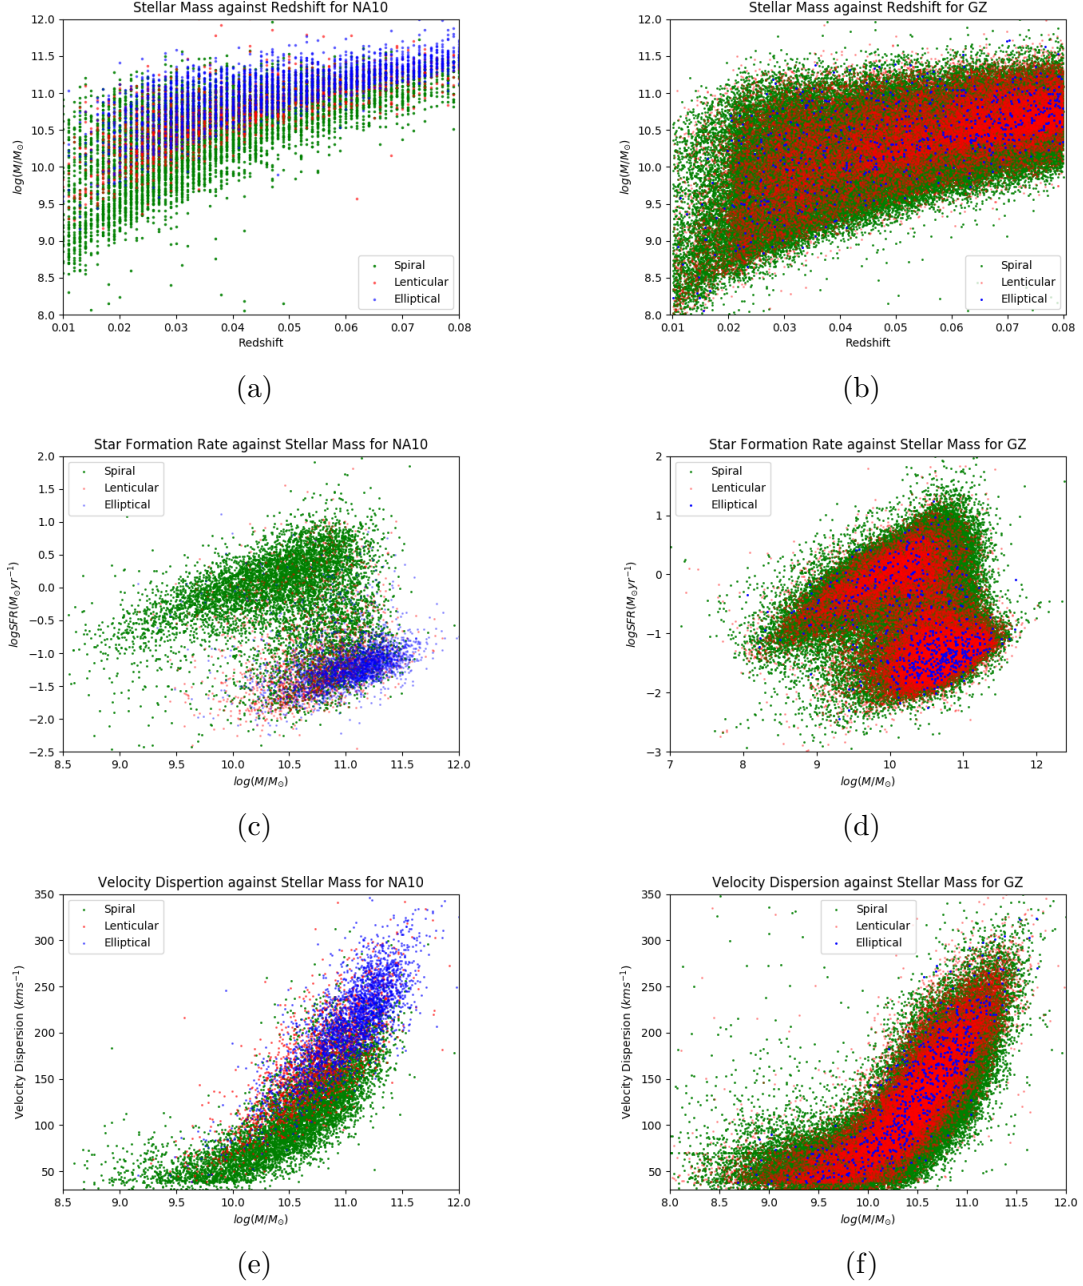 Stellar Mass against Redshift for NA10
12.0
11.5
11.0
10.5
10.0
9.5
9.0
8.5
8.0
log(M/M⊙)
Spiral
Lenticular
Elliptical
0.01 0.02 0.03 0.04 0.05 0.06 0.07 0.08
Redshift
(a)
Stellar Mass against Redshift for GZ
12.0
11.5
11.0
10.5
10.0
9.5
9.0
8.5
8.0
log(M/M⊙)
Spiral
Lenticular
Elliptical
0.01 0.02 0.03 0.04 0.05 0.06 0.07 0.08
Redshift
(b)
Star Formation Rate against Stellar Mass for NA10
Spiral
Lenticular
Elliptical
2.0
1.5
1.0
0.5
0.0
−0.5
−1.0
−1.5
−2.0
−2.5
logSFR(M⊙yr⁻¹)
8.5 9.0 9.5 10.0 10.5 11.0 11.5 12.0
log(M/M⊙)
(c)
Star Formation Rate against Stellar Mass for GZ
Spiral
Lenticular
Elliptical
2
1
0
−1
−2
−3
logSFR(M⊙yr⁻¹)
7 8 9 10 11 12
log(M/M⊙)
(d)
Velocity Dispertion against Stellar Mass for NA10
Spiral
Lenticular
Elliptical
350
300
250
200
150
100
50
Velocity Dispersion (kms⁻¹)
8.5 9.0 9.5 10.0 10.5 11.0 11.5 12.0
log(M/M⊙)
(e)
Velocity Dispersion against Stellar Mass for GZ
Spiral
Lenticular
Elliptical
350
300
250
200
150
100
50
Velocity Dispersion (kms⁻¹)
8.0 8.5 9.0 9.5 10.0 10.5 11.0 11.5 12.0
log(M/M⊙)
(f)